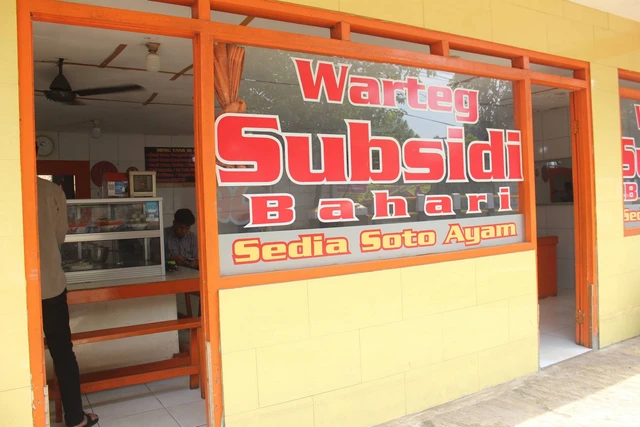 Warteg
Subsidi
Bahari
Sedia Soto Ayam